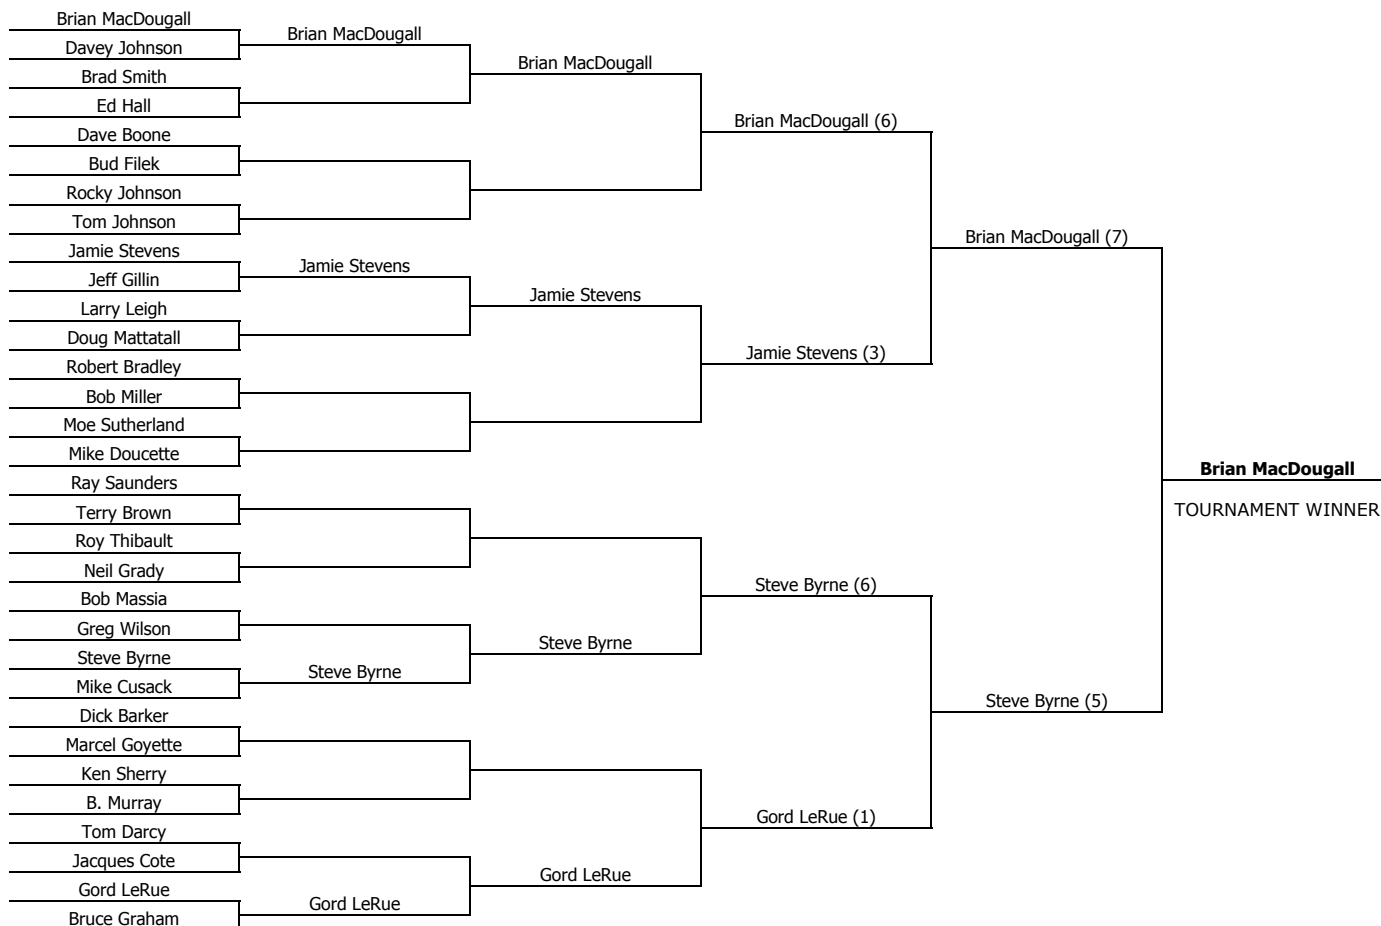 Brian MacDougall
Davey Johnson
Brad Smith
Ed Hall
Dave Boone
Bud Filek
Rocky Johnson
Tom Johnson
Jamie Stevens
Jeff Gillin
Larry Leigh
Doug Mattatall
Robert Bradley
Bob Miller
Moe Sutherland
Mike Doucette
Ray Saunders
Terry Brown
Roy Thibault
Neil Grady
Bob Massia
Greg Wilson
Steve Byrne
Mike Cusack
Dick Barker
Marcel Goyette
Ken Sherry
B. Murray
Tom Darcy
Jacques Cote
Gord LeRue
Bruce Graham
Brian MacDougall
Jamie Stevens
Steve Byrne
Gord LeRue
Brian MacDougall
Jamie Stevens
Steve Byrne
Gord LeRue
Brian MacDougall (6)
Jamie Stevens (3)
Steve Byrne (6)
Gord LeRue (1)
Brian MacDougall (7)
Steve Byrne (5)
Brian MacDougall
TOURNAMENT WINNER